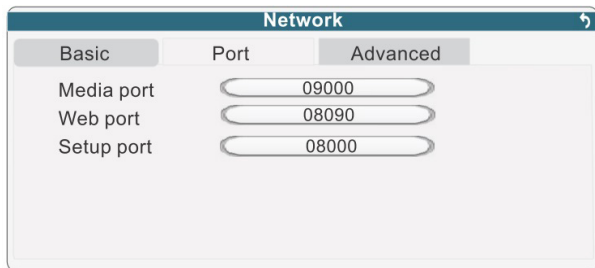 Network
Basic Port Advanced
Media port 09000
Web port 08090
Setup port 08000